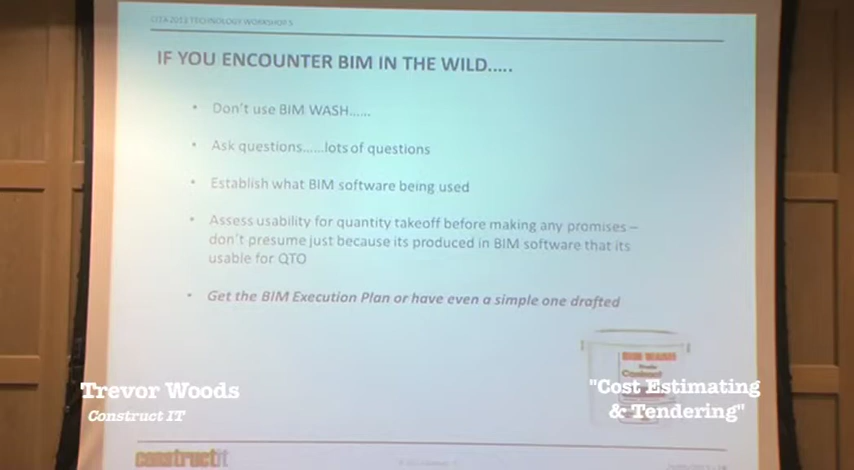 CITA 2013 TECHNOLOGY WORKSHOP 5
IF YOU ENCOUNTER BIM IN THE WILD.....
• Don't use BIM WASH......
• Ask questions......lots of questions
• Establish what BIM software being used
• Assess usability for quantity takeoff before making any promises –
don't presume just because its produced in BIM software that its
usable for QTO
• Get the BIM Execution Plan or have even a simple one drafted
BIM WASH
Trevor Woods
Construct IT
"Cost Estimating
& Tendering"
constructit